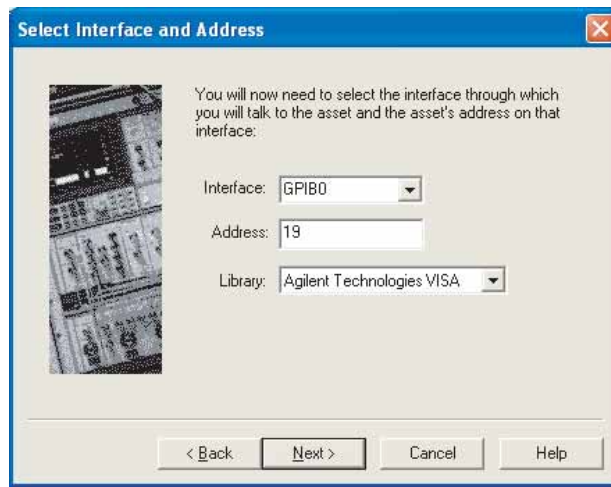 Select Interface and Address
You will now need to select the interface through which
you will talk to the asset and the asset's address on that
interface:
Interface: GPIB0
Address: 19
Library: Agilent Technologies VISA
< Back Next > Cancel Help